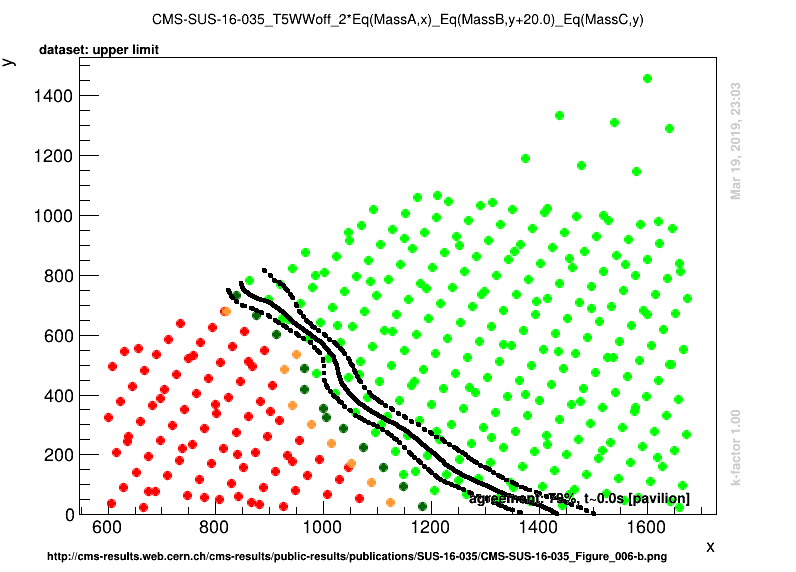 CMS-SUS-16-035_T5WWoff_2*Eq(MassA,x)_Eq(MassB,y+20.0)_Eq(MassC,y)
dataset: upper limit
y
1400
1200
1000
800
600
400
200
0
600 800 1000 1200 1400 1600
x
agreement: 79%, t~0.0s [pavilion]
Mar 19, 2019, 23:03
k-factor 1.00
http://cms-results.web.cern.ch/cms-results/public-results/publications/SUS-16-035/CMS-SUS-16-035_Figure_006-b.png